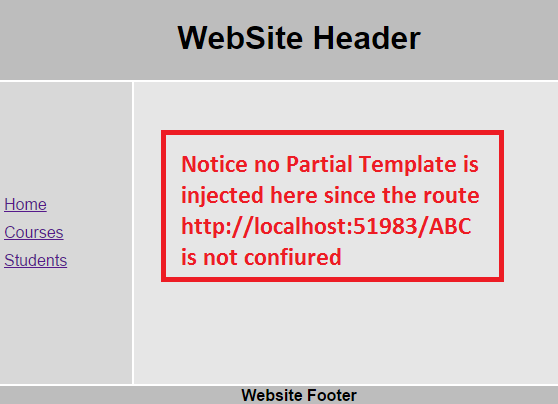 WebSite Header
Home
Courses
Students
Notice no Partial Template is
injected here since the route
http://localhost:51983/ABC
is not confiured
Website Footer